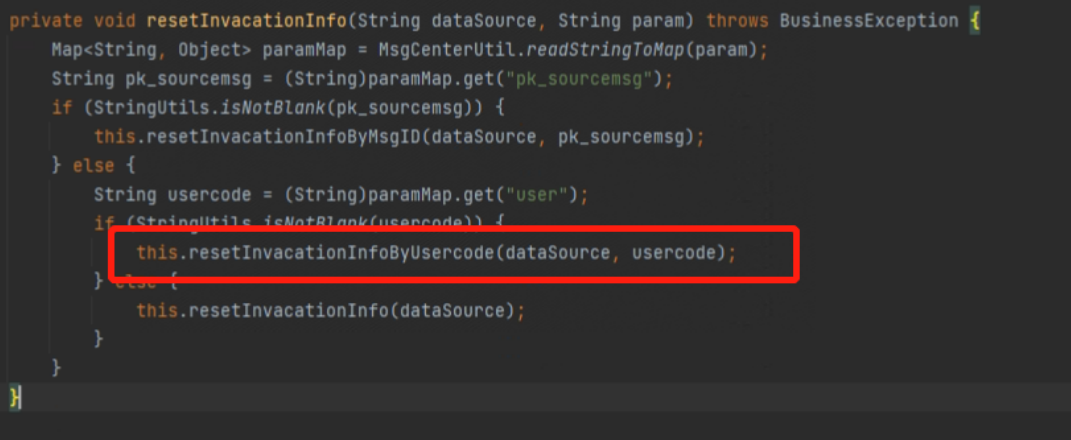 private void resetInvacationInfo(String dataSource, String param) throws BusinessException {
Map<String, Object> paramMap = MsgCenterUtil.readStringToMap(param);
String pk_sourcemsg = (String)paramMap.get("pk_sourcemsg");
if (StringUtils.isNotBlank(pk_sourcemsg)) {
this.resetInvacationInfoByMsgID(dataSource, pk_sourcemsg);
} else {
String usercode = (String)paramMap.get("user");
if (StringUtils.isNotBlank(usercode)) {
this.resetInvacationInfoByUsercode(dataSource, usercode);
} else {
this.resetInvacationInfo(dataSource);
}
}
}